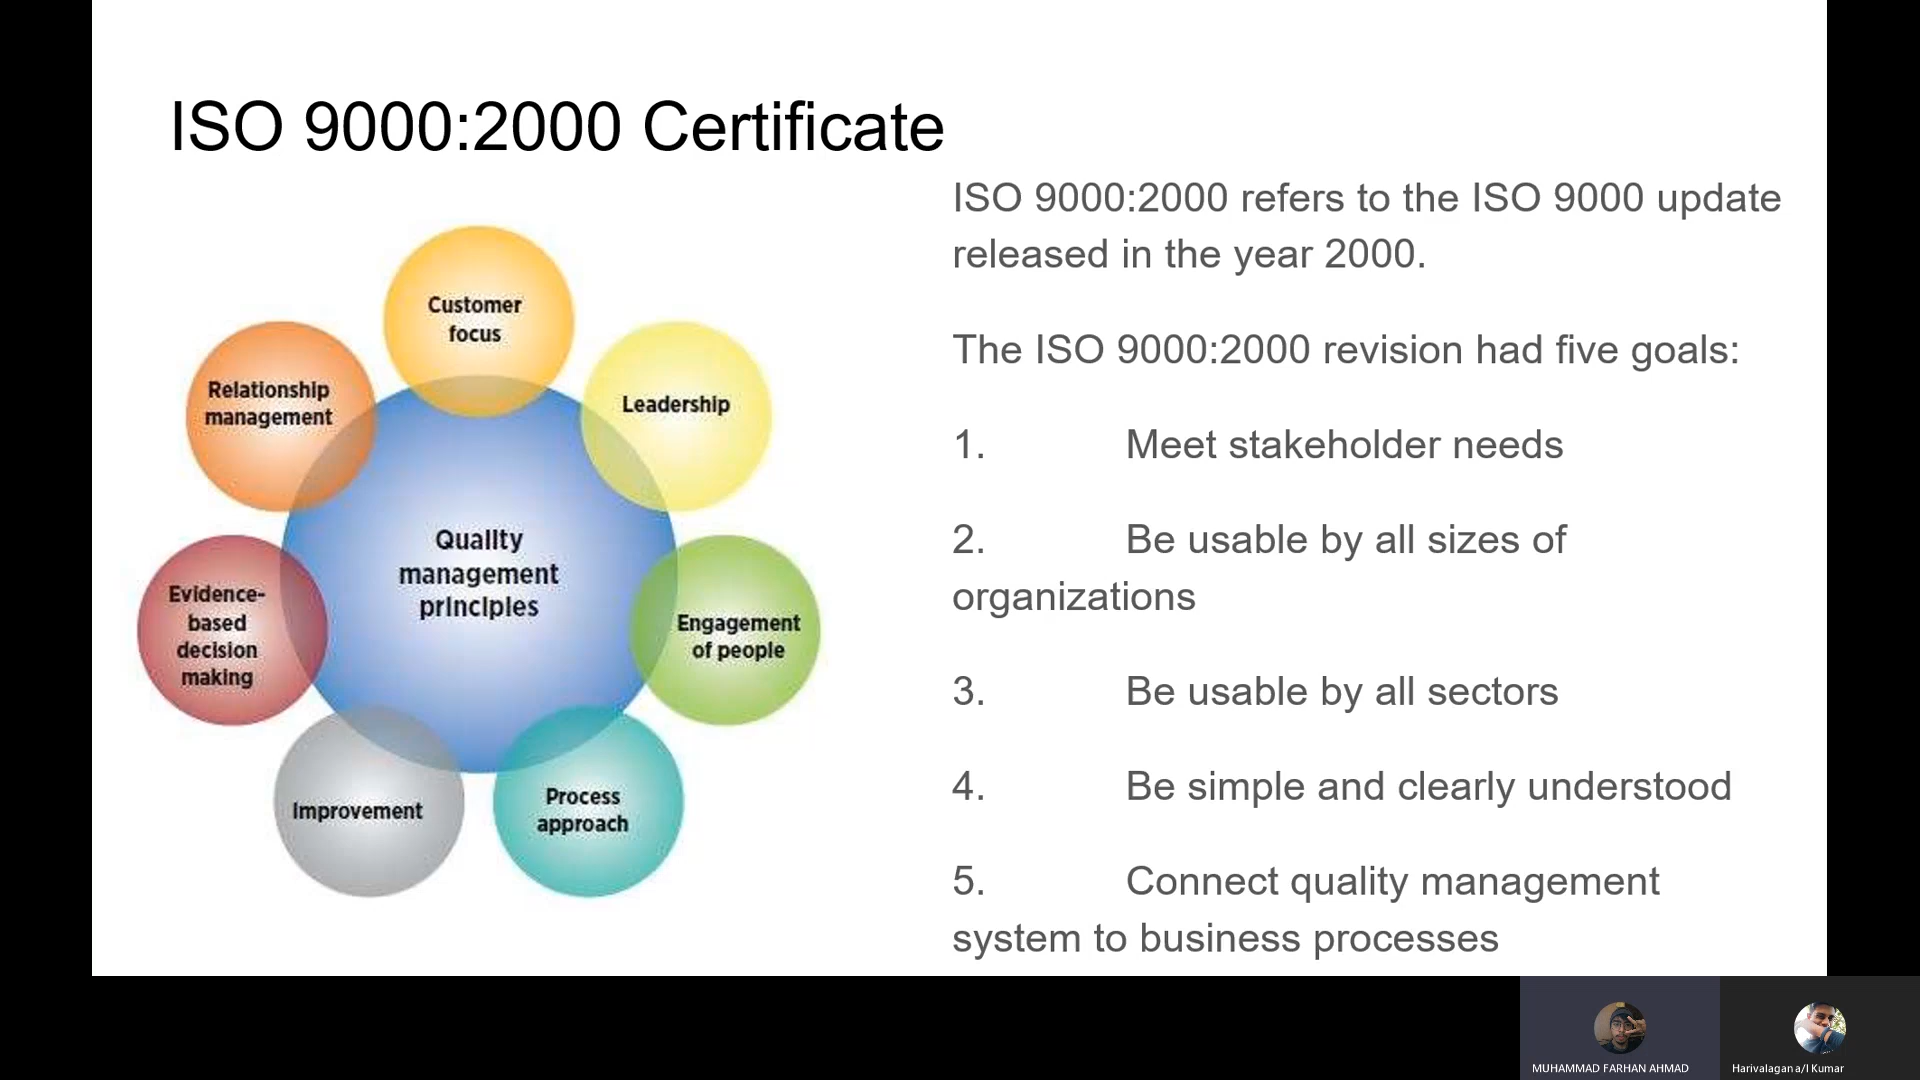 ISO 9000:2000 Certificate
Customer
focus
Leadership
Relationship
management
Quality
management
principles
Engagement
of people
Evidence-
based
decision
making
Process
approach
Improvement
ISO 9000:2000 refers to the ISO 9000 update
released in the year 2000.
The ISO 9000:2000 revision had five goals:
1. Meet stakeholder needs
2. Be usable by all sizes of
organizations
3. Be usable by all sectors
4. Be simple and clearly understood
5. Connect quality management
system to business processes
MUHAMMAD FARHAN AHMAD
Harivalagan a/l Kumar